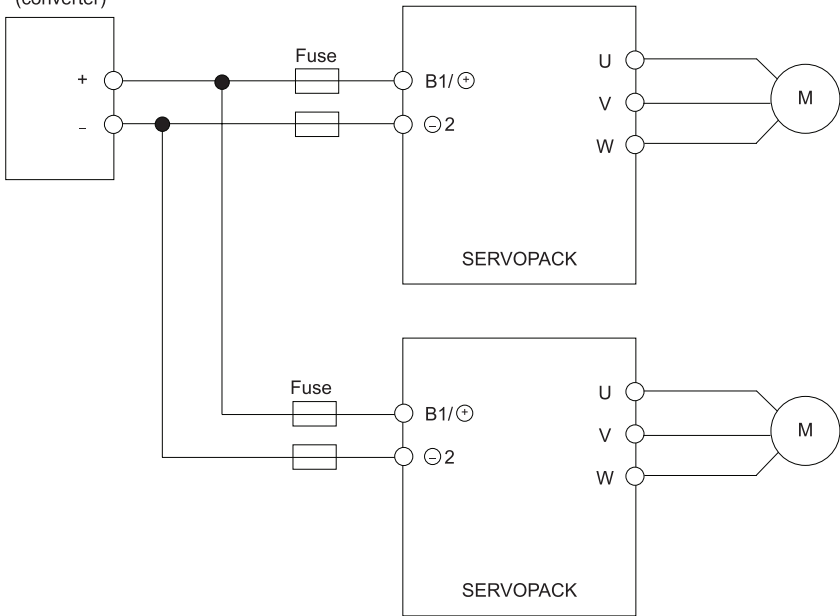 (converter)
+
–
Fuse
B1/⊕
⊖2
U
V
W
M
SERVOPACK
Fuse
B1/⊕
⊖2
U
V
W
M
SERVOPACK